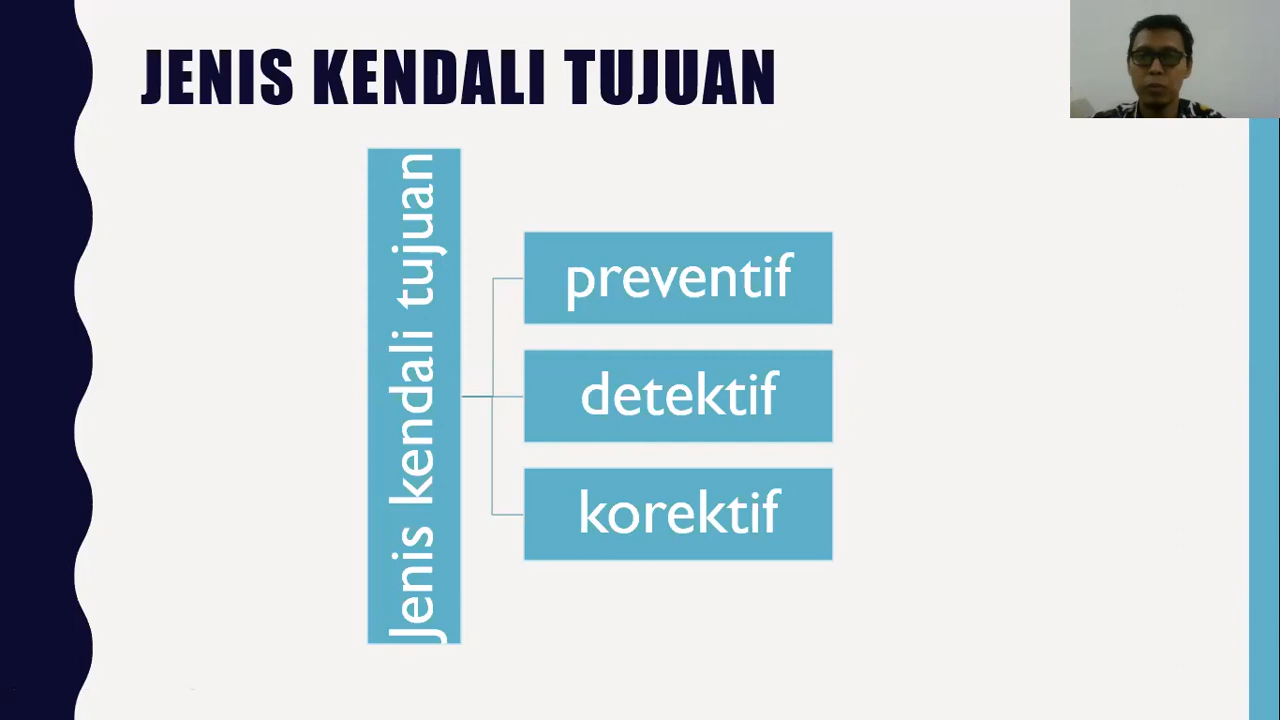 JENIS KENDALI TUJUAN
Jenis kendali tujuan
preventif
detektif
korektif